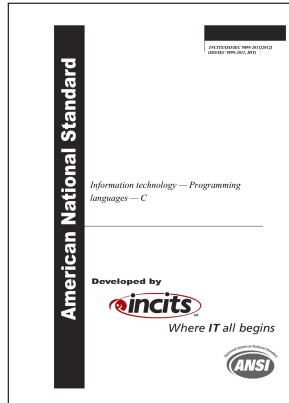 INCITS/ISO/IEC 9899-2011[2012]
(ISO/IEC 9899-2011, IDT)
American National Standard
Information technology — Programming
languages — C
Developed by
incits
Where IT all begins
ANSI